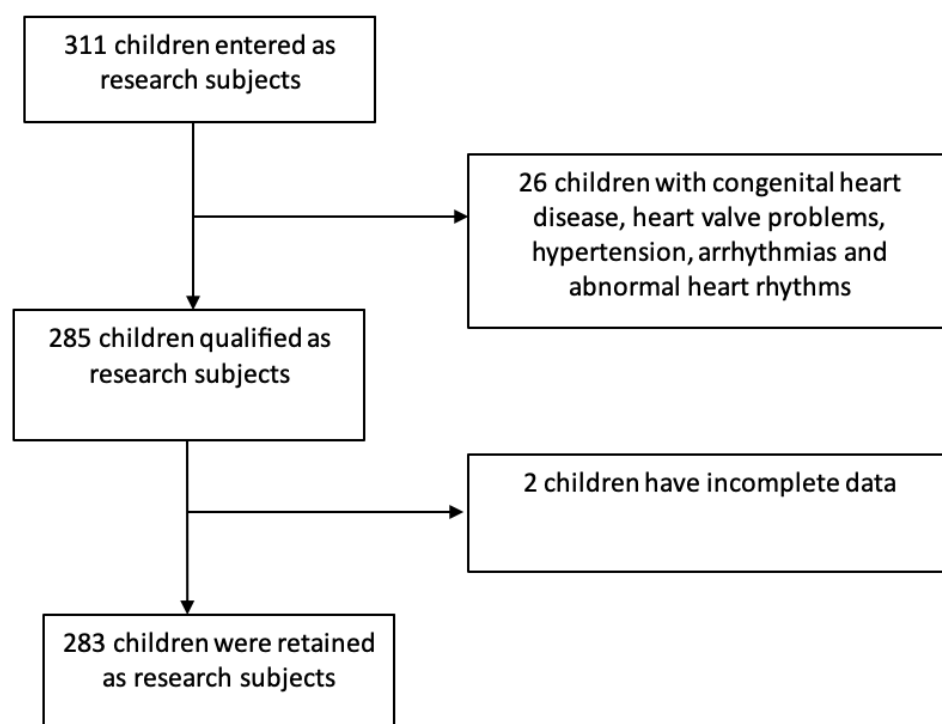 311 children entered as
research subjects
26 children with congenital heart
disease, heart valve problems,
hypertension, arrhythmias and
abnormal heart rhythms
285 children qualified as
research subjects
2 children have incomplete data
283 children were retained
as research subjects